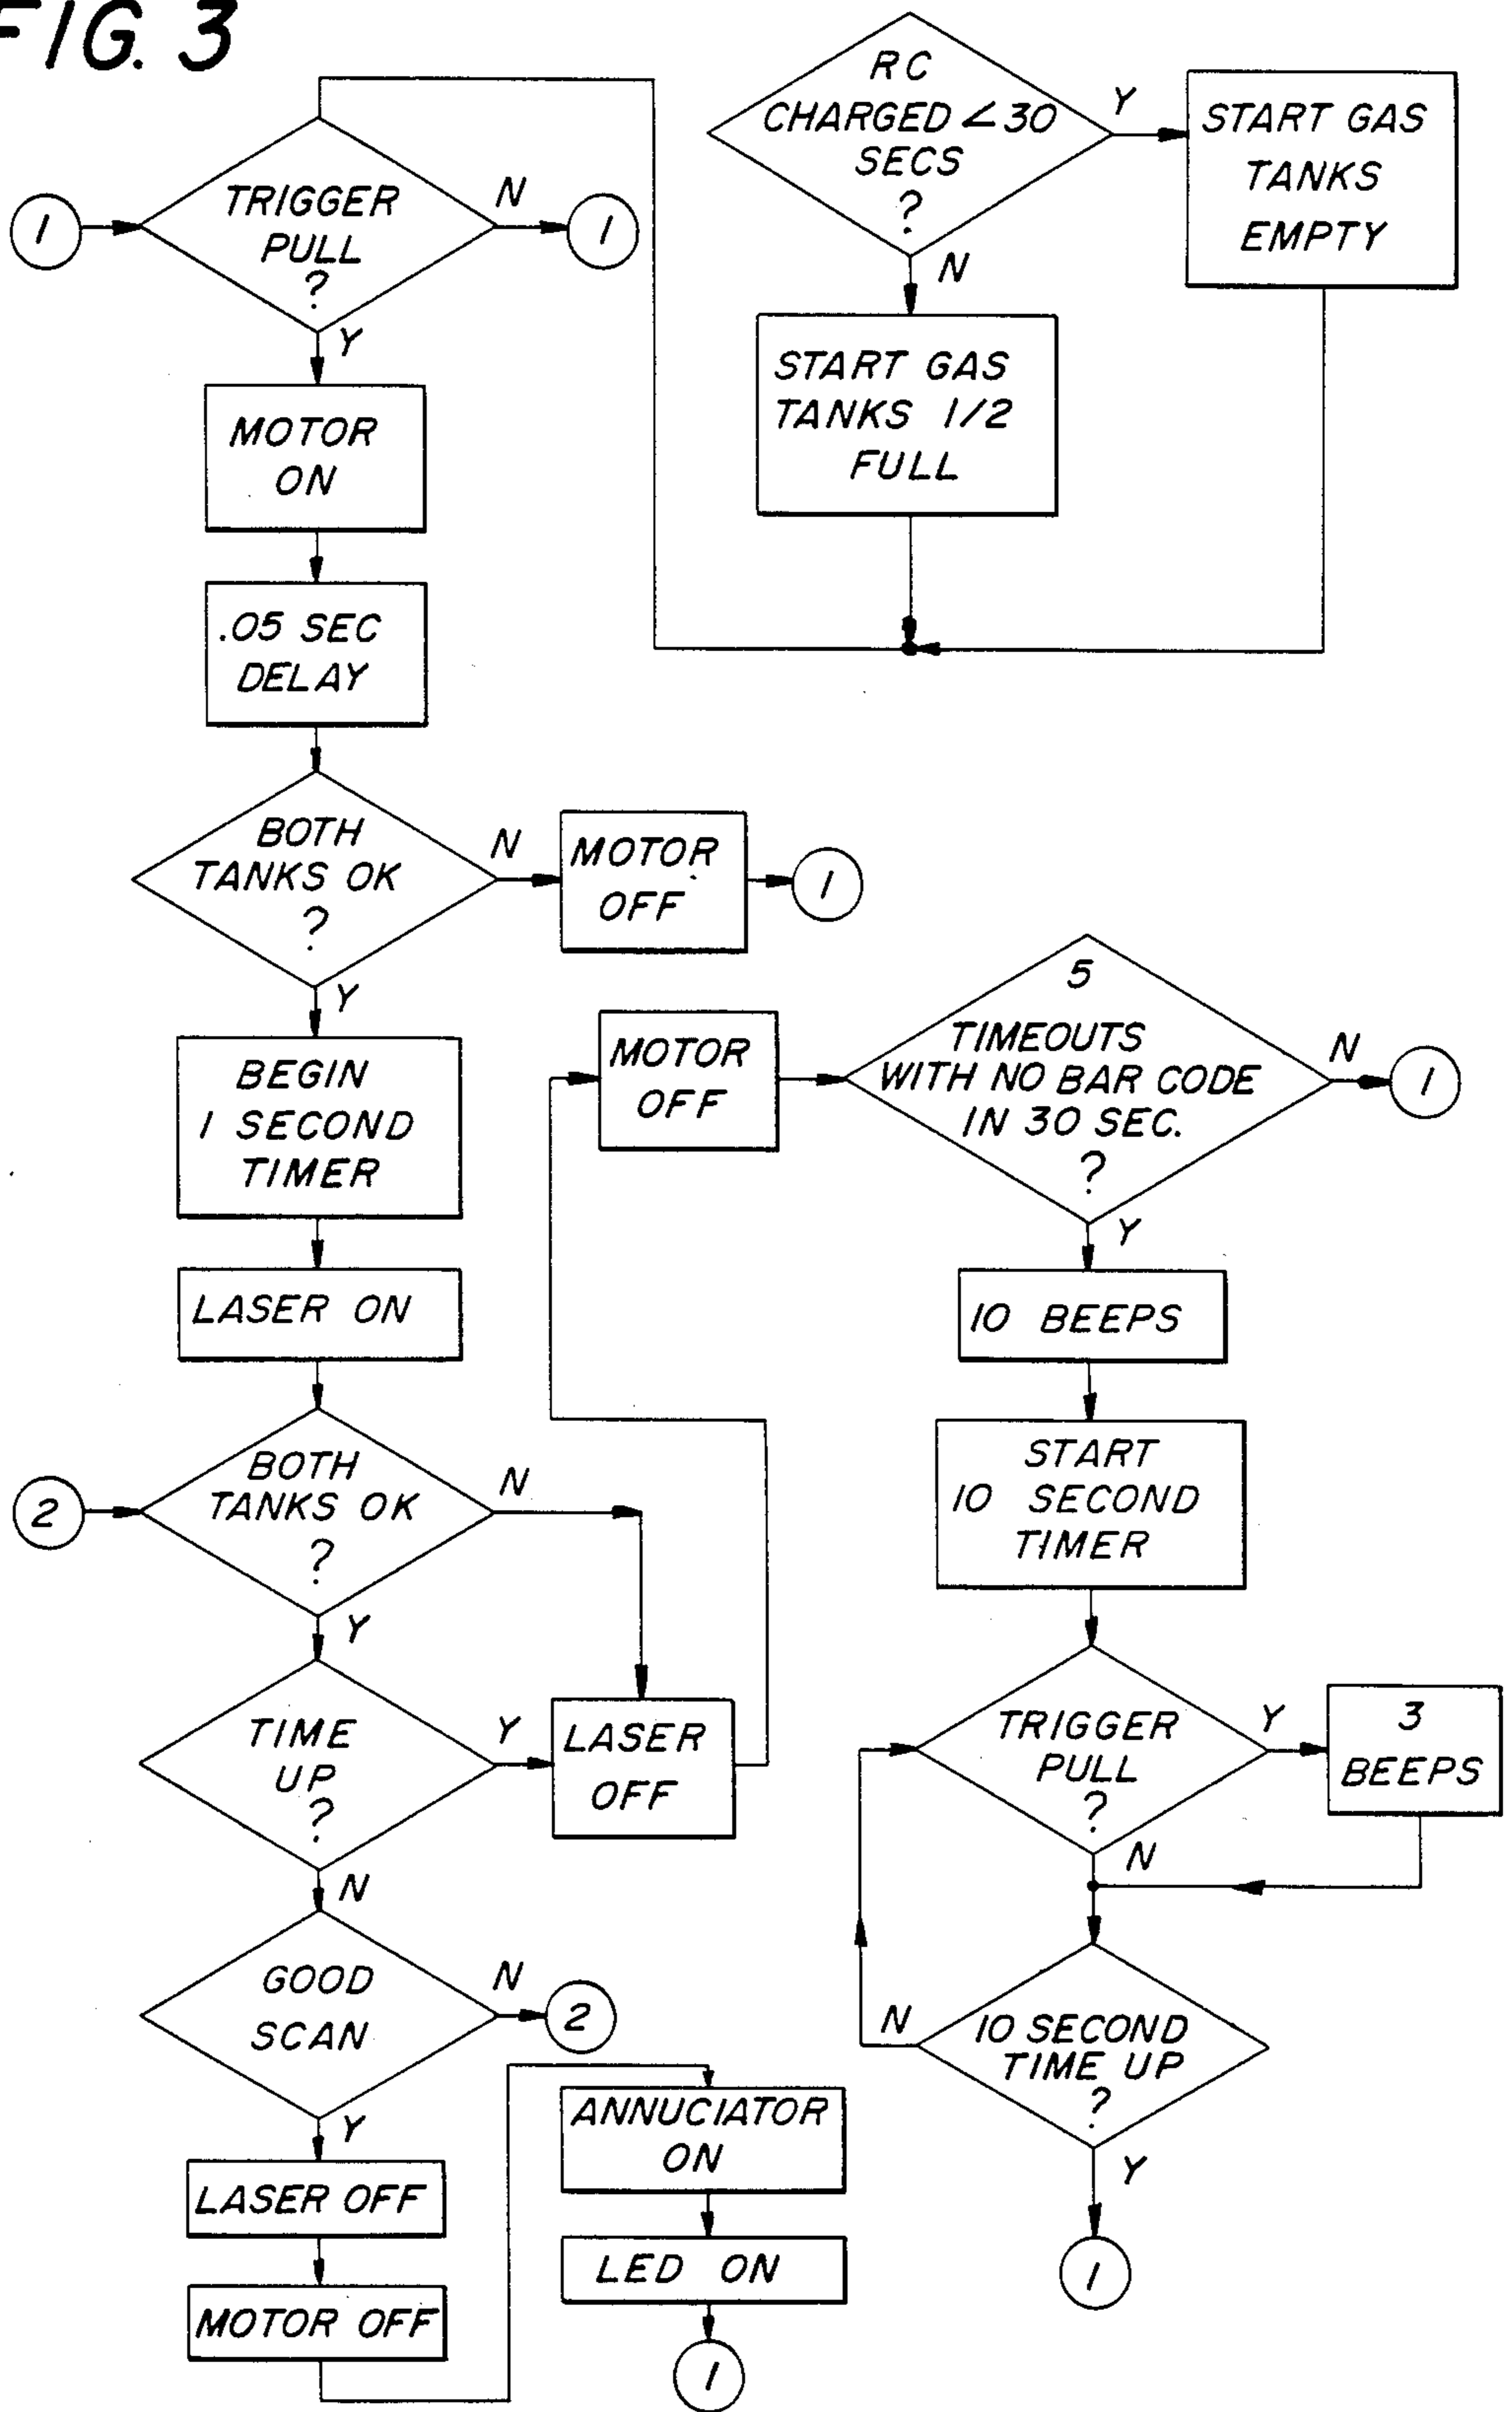 FIG. 3
RC
CHARGED <30
SECS
?
Y
START GAS
TANKS
EMPTY
N
START GAS
TANKS 1/2
FULL
1
TRIGGER
PULL
?
N
1
Y
MOTOR
ON
.05 SEC
DELAY
BOTH
TANKS OK
?
N
MOTOR
OFF
1
Y
BEGIN
1 SECOND
TIMER
LASER ON
2
BOTH
TANKS OK
?
N
Y
TIME
UP
?
Y
LASER
OFF
N
GOOD
SCAN
N
2
Y
LASER OFF
MOTOR OFF
ANNUCIATOR
ON
LED ON
1
MOTOR
OFF
5
TIMEOUTS
WITH NO BAR CODE
IN 30 SEC.
?
N
1
Y
10 BEEPS
START
10 SECOND
TIMER
TRIGGER
PULL
?
Y
3
BEEPS
N
10 SECOND
TIME UP
?
N
Y
1